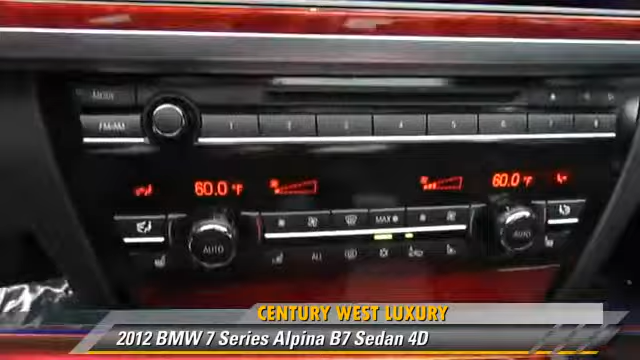 MODE
FM·AM 1 2 3 4 5 6 7 8
60.0 °F 60.0 °F
MAX
AUTO AUTO
ALL
CENTURY WEST LUXURY
2012 BMW 7 Series Alpina B7 Sedan 4D